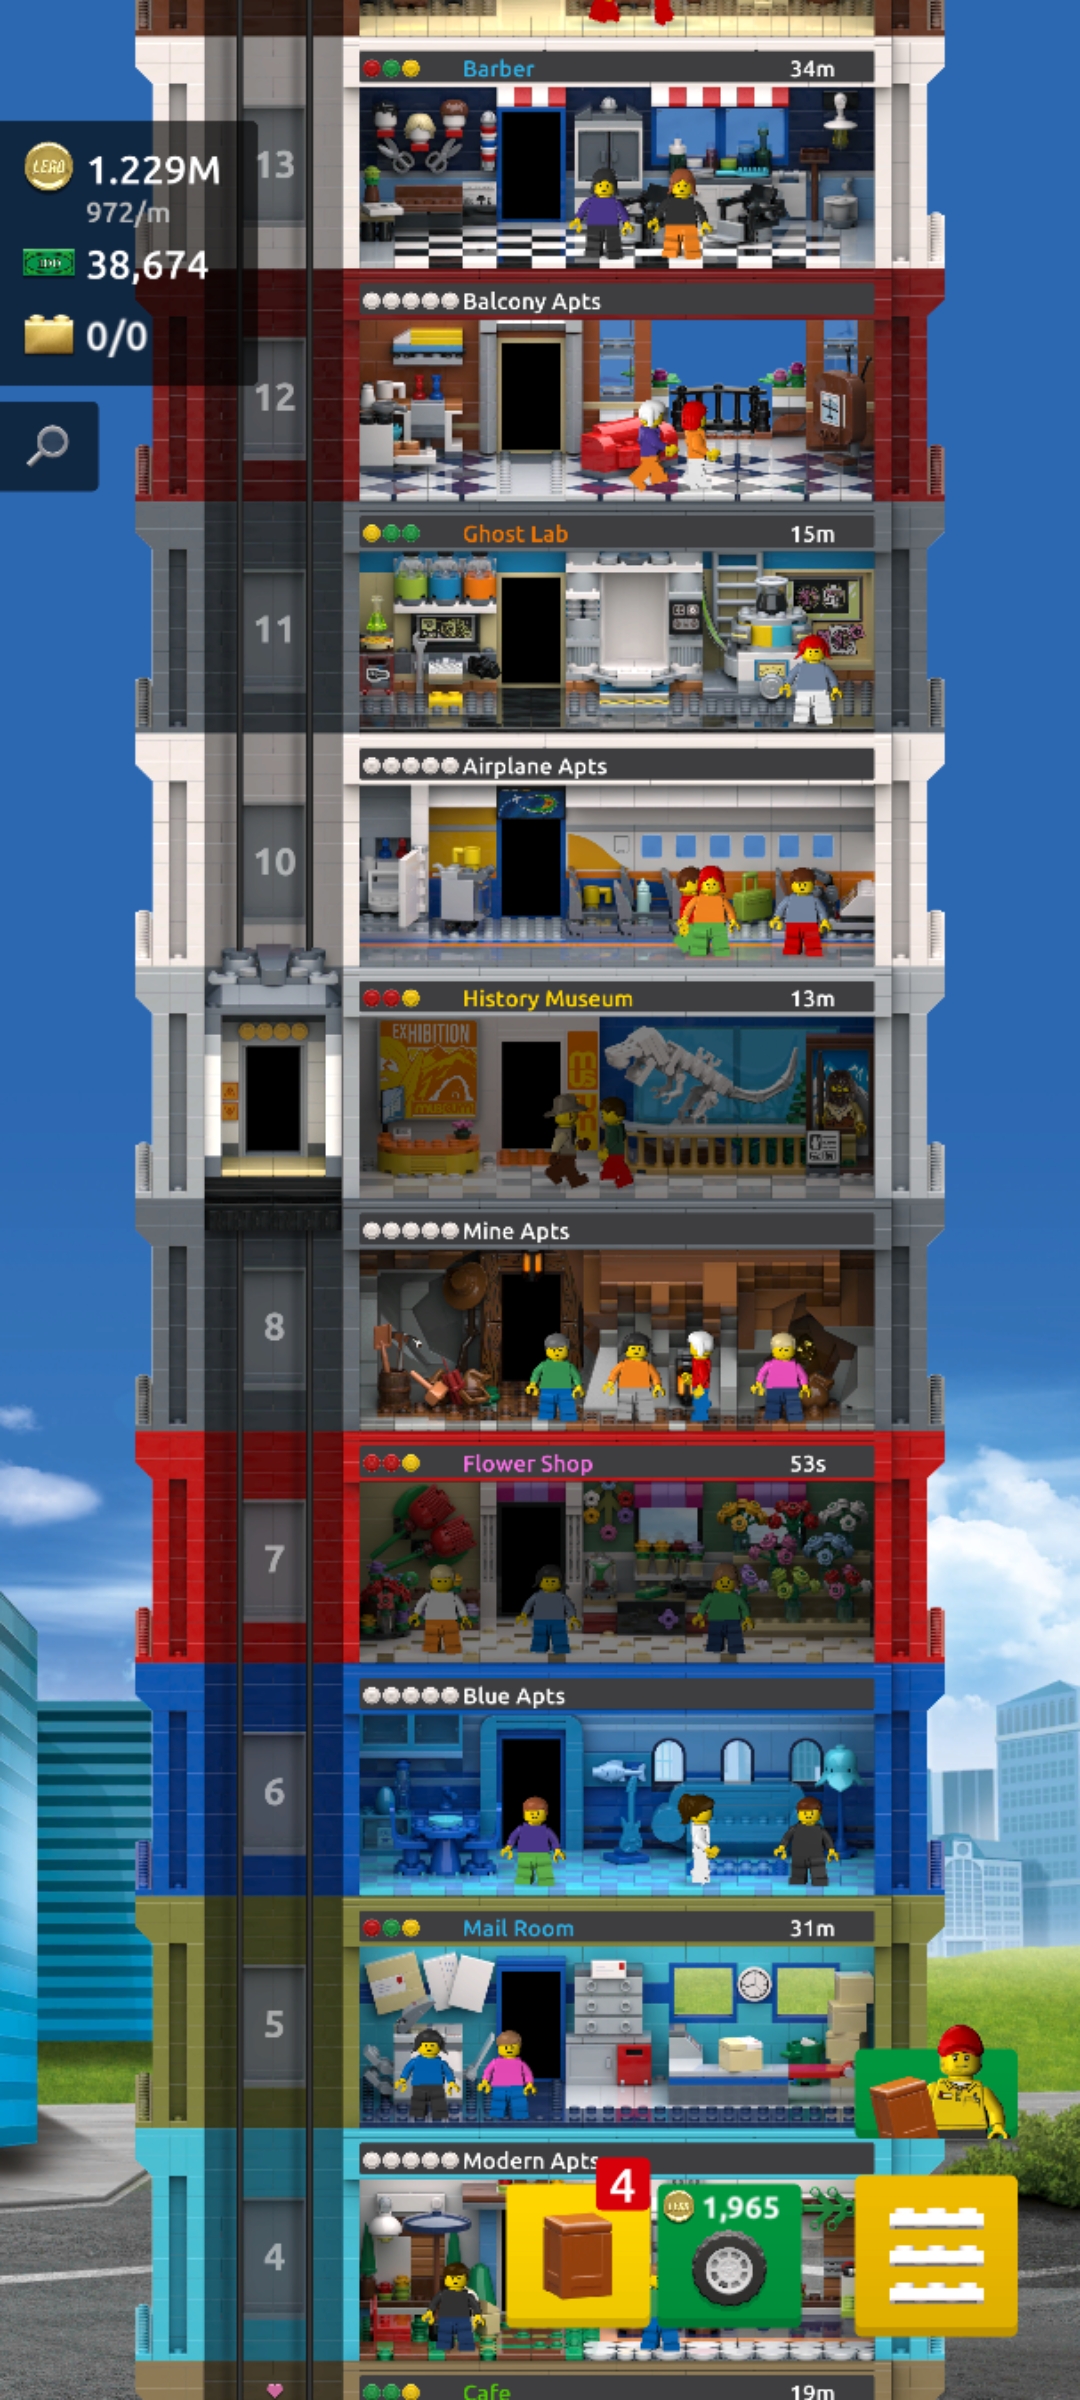 Barber 34m
LEGO 1.229M
13
972/m
38,674
Balcony Apts
0/0
12
Ghost Lab 15m
11
Airplane Apts
10
History Museum 13m
EXHIBITION
MUSEUM
Mine Apts
8
Flower Shop 53s
7
Blue Apts
6
Mail Room 31m
5
Modern Apts
4
LEGO 1,965
4
Cafe 19m